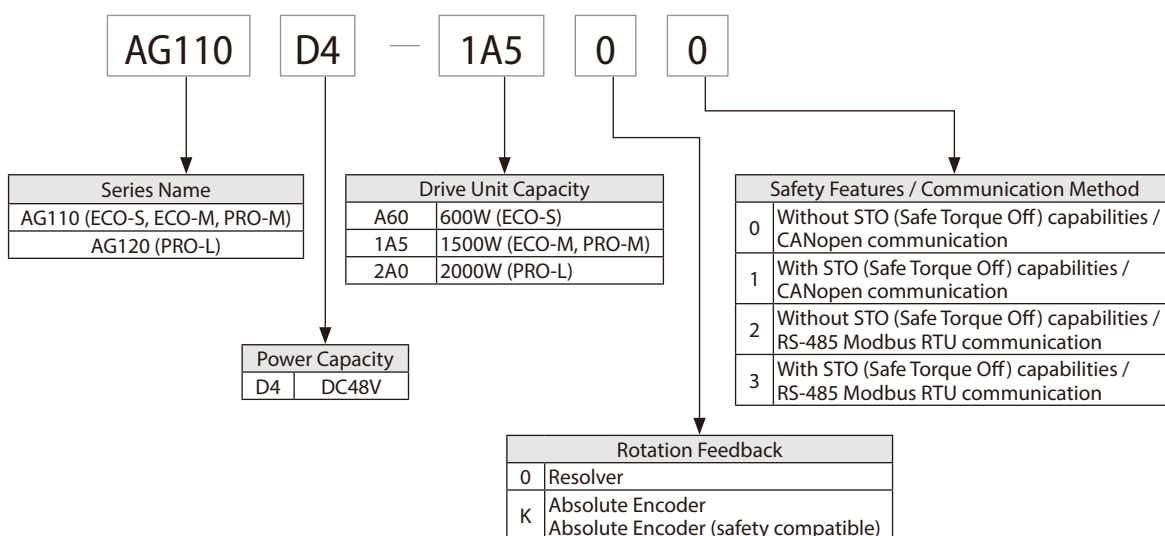 AG110 D4 — 1A5 0 0
Series Name
AG110 (ECO-S, ECO-M, PRO-M)
AG120 (PRO-L)
Drive Unit Capacity
A60 600W (ECO-S)
1A5 1500W (ECO-M, PRO-M)
2A0 2000W (PRO-L)
Safety Features / Communication Method
0 Without STO (Safe Torque Off) capabilities /
CANopen communication
1 With STO (Safe Torque Off) capabilities /
CANopen communication
2 Without STO (Safe Torque Off) capabilities /
RS-485 Modbus RTU communication
3 With STO (Safe Torque Off) capabilities /
RS-485 Modbus RTU communication
Power Capacity
D4 DC48V
Rotation Feedback
0 Resolver
K Absolute Encoder
Absolute Encoder (safety compatible)